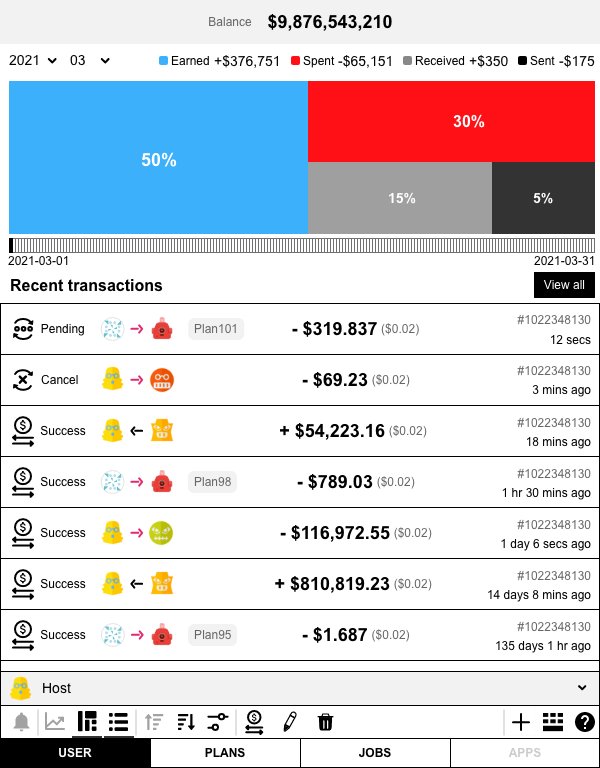 Balance $9,876,543,210
2021 03 Earned +$376,751 Spent -$65,151 Received +$350 Sent -$175
50%
30%
15%
5%
2021-03-01 2021-03-31
Recent transactions View all
Pending Plan101 - $319.837 ($0.02) #1022348130
12 secs
Cancel - $69.23 ($0.02) #1022348130
3 mins ago
Success + $54,223.16 ($0.02) #1022348130
18 mins ago
Success Plan98 - $789.03 ($0.02) #1022348130
1 hr 30 mins ago
Success - $116,972.55 ($0.02) #1022348130
1 day 6 secs ago
Success + $810,819.23 ($0.02) #1022348130
14 days 8 mins ago
Success Plan95 - $1.687 ($0.02) #1022348130
135 days 1 hr ago
Host
USER PLANS JOBS APPS